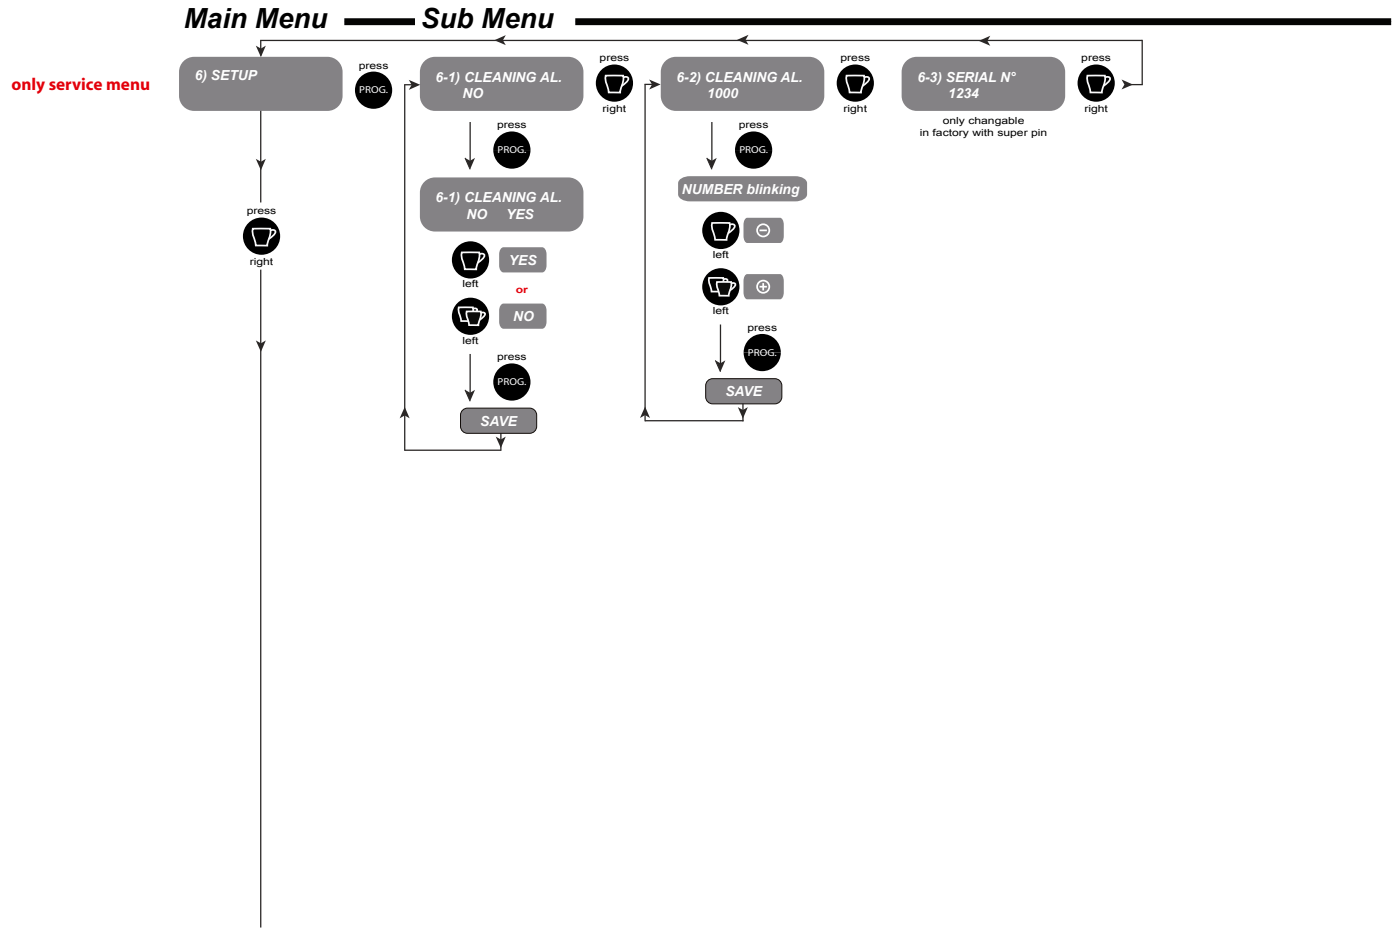 Main Menu
Sub Menu
only service menu
6) SETUP
press
PROG.
press
right
6-1) CLEANING AL.
NO
press
right
press
PROG.
6-1) CLEANING AL.
NO YES
left
YES
or
left
NO
press
PROG.
SAVE
6-2) CLEANING AL.
1000
press
right
press
PROG.
NUMBER blinking
left
left
press
PROG.
SAVE
6-3) SERIAL N°
1234
press
right
only changable
in factory with super pin